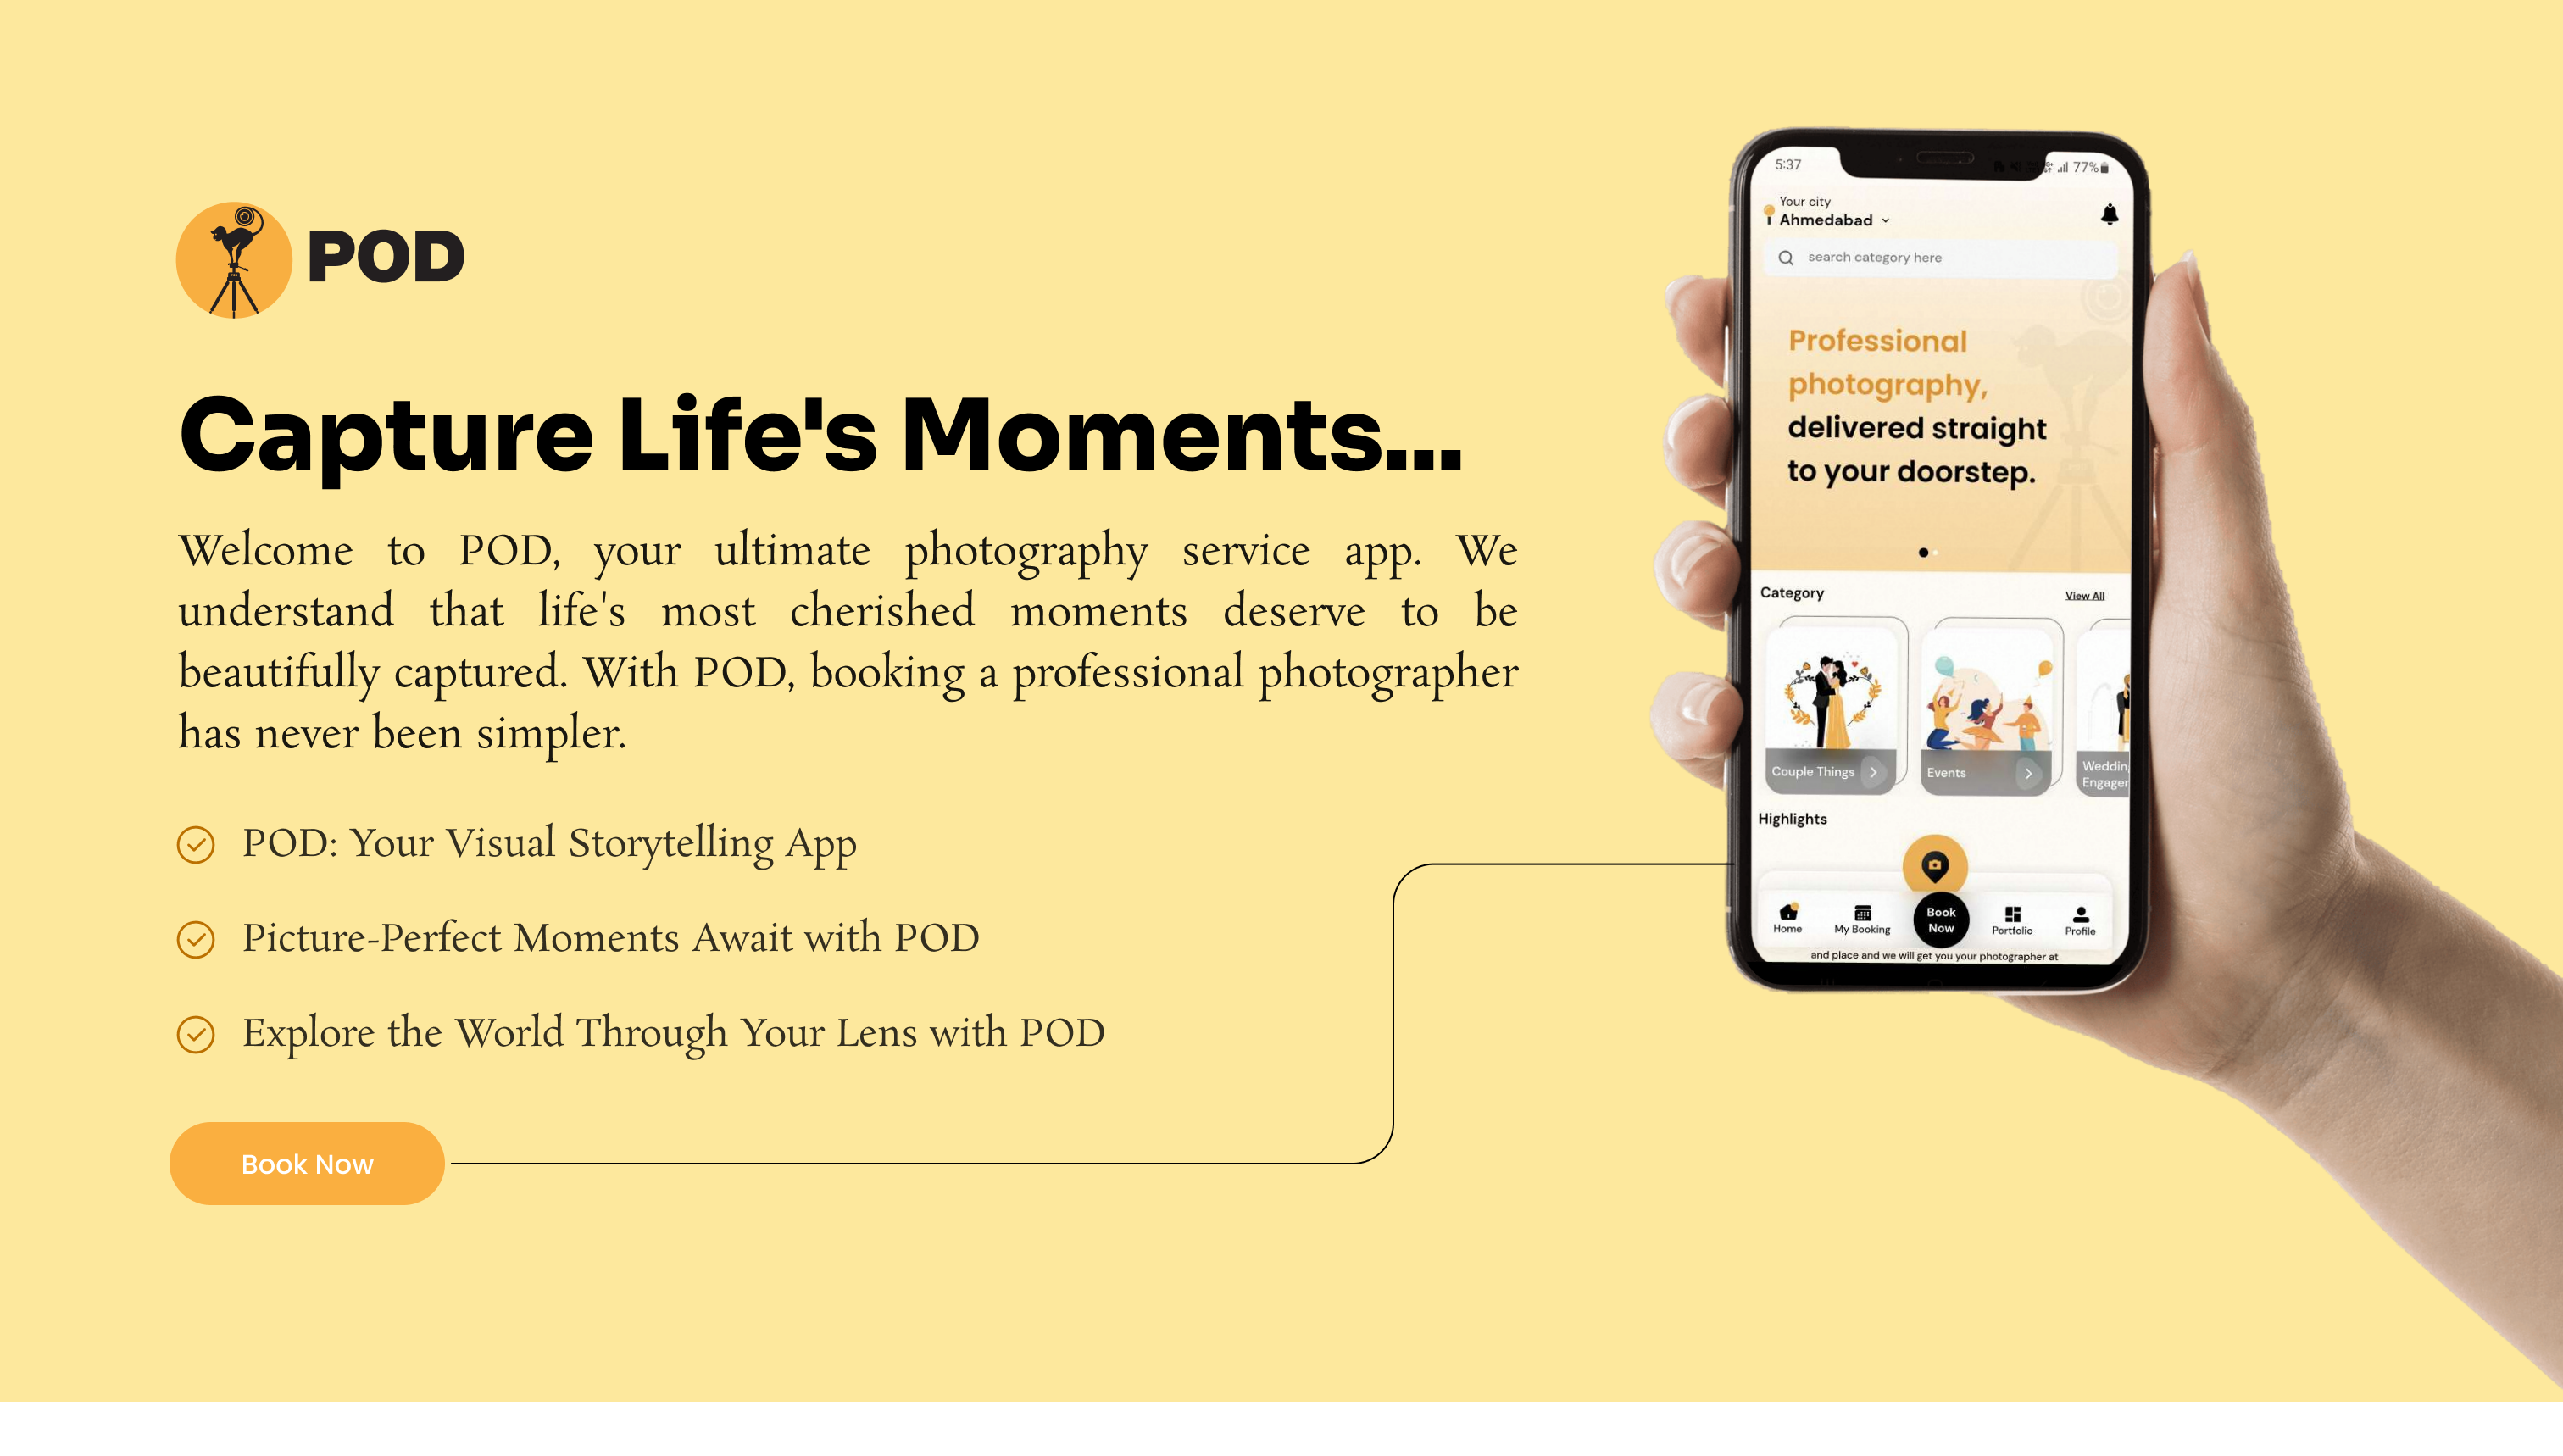 POD
Capture Life's Moments...
Welcome to POD, your ultimate photography service app. We
understand that life's most cherished moments deserve to be
beautifully captured. With POD, booking a professional photographer
has never been simpler.
POD: Your Visual Storytelling App
Picture-Perfect Moments Await with POD
Explore the World Through Your Lens with POD
Book Now
5:37
77%
Your city
Ahmedabad
search category here
Professional
photography,
delivered straight
to your doorstep.
Category
View All
Couple Things
Events
Highlights
Home
My Booking
Book
Now
Portfolio
Profile
and place and we will get you your photographer at